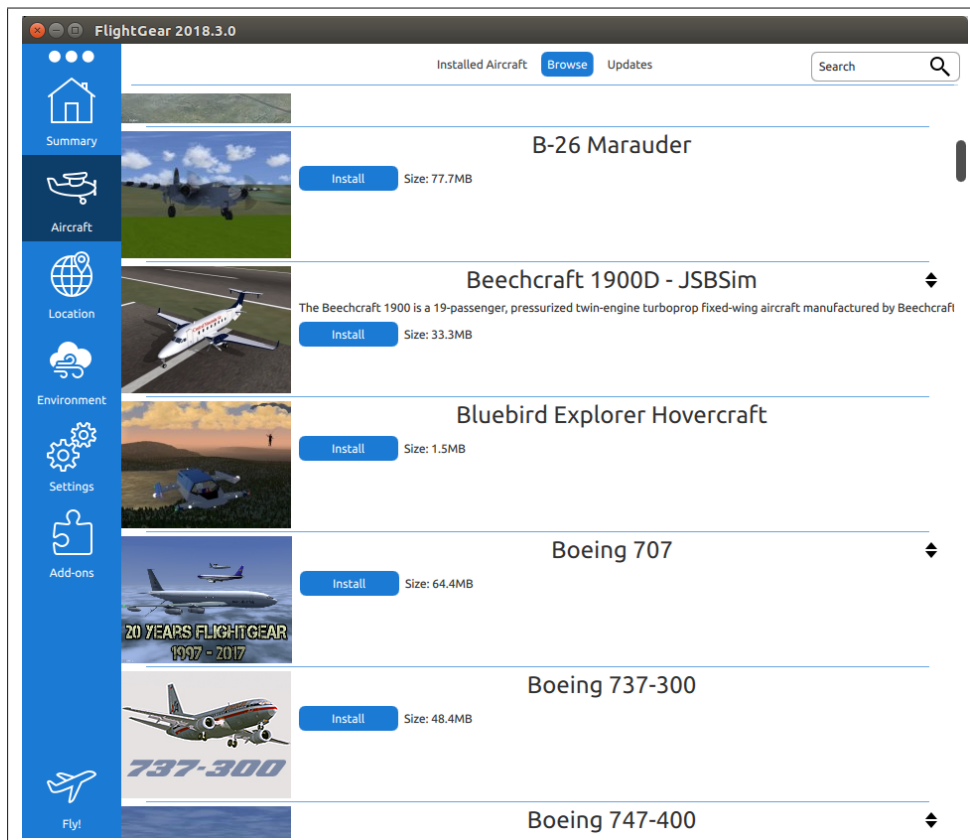 FlightGear 2018.3.0
Installed Aircraft
Browse
Updates
Search
Summary
Aircraft
Location
Environment
Settings
Add-ons
Fly!
B-26 Marauder
Install
Size: 77.7MB
Beechcraft 1900D - JSBSim
The Beechcraft 1900 is a 19-passenger, pressurized twin-engine turboprop fixed-wing aircraft manufactured by Beechcraft
Install
Size: 33.3MB
Bluebird Explorer Hovercraft
Install
Size: 1.5MB
Boeing 707
Install
Size: 64.4MB
20 YEARS FLIGHTGEAR
1997 - 2017
Boeing 737-300
Install
Size: 48.4MB
737-300
Boeing 747-400